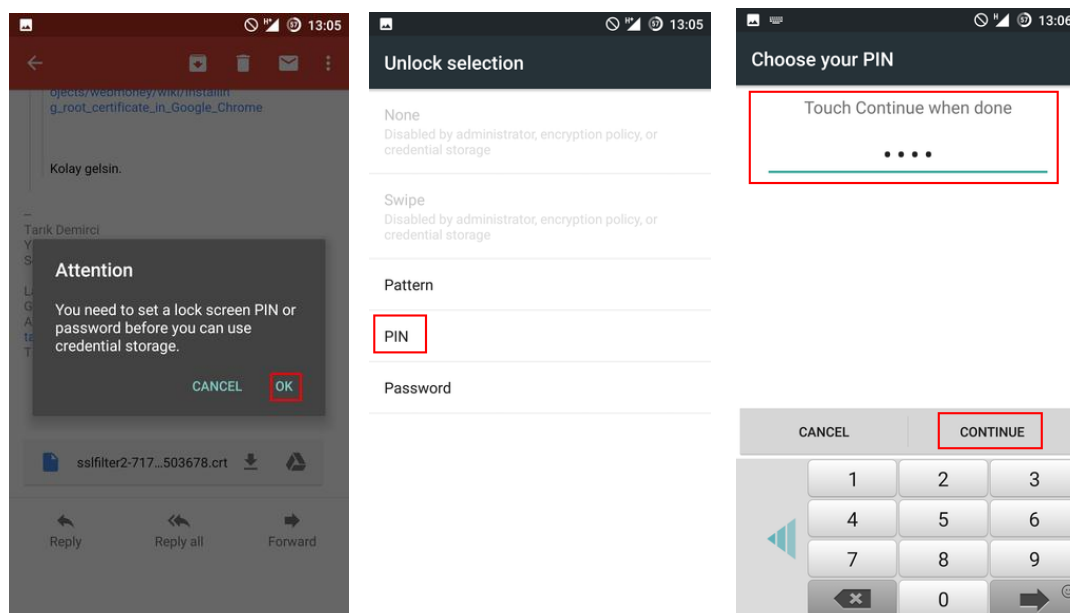 13:05
ojects/webmoney/wiki/Installin
g_root_certificate_in_Google_Chrome
Kolay gelsin.
--
Tarık Demirci
Attention
You need to set a lock screen PIN or
password before you can use
credential storage.
CANCEL OK
sslfilter2-717...503678.crt
Reply Reply all Forward
13:05
Unlock selection
None
Disabled by administrator, encryption policy, or
credential storage
Swipe
Disabled by administrator, encryption policy, or
credential storage
Pattern
PIN
Password
13:06
Choose your PIN
Touch Continue when done
••••
CANCEL CONTINUE
1 2 3
4 5 6
7 8 9
0